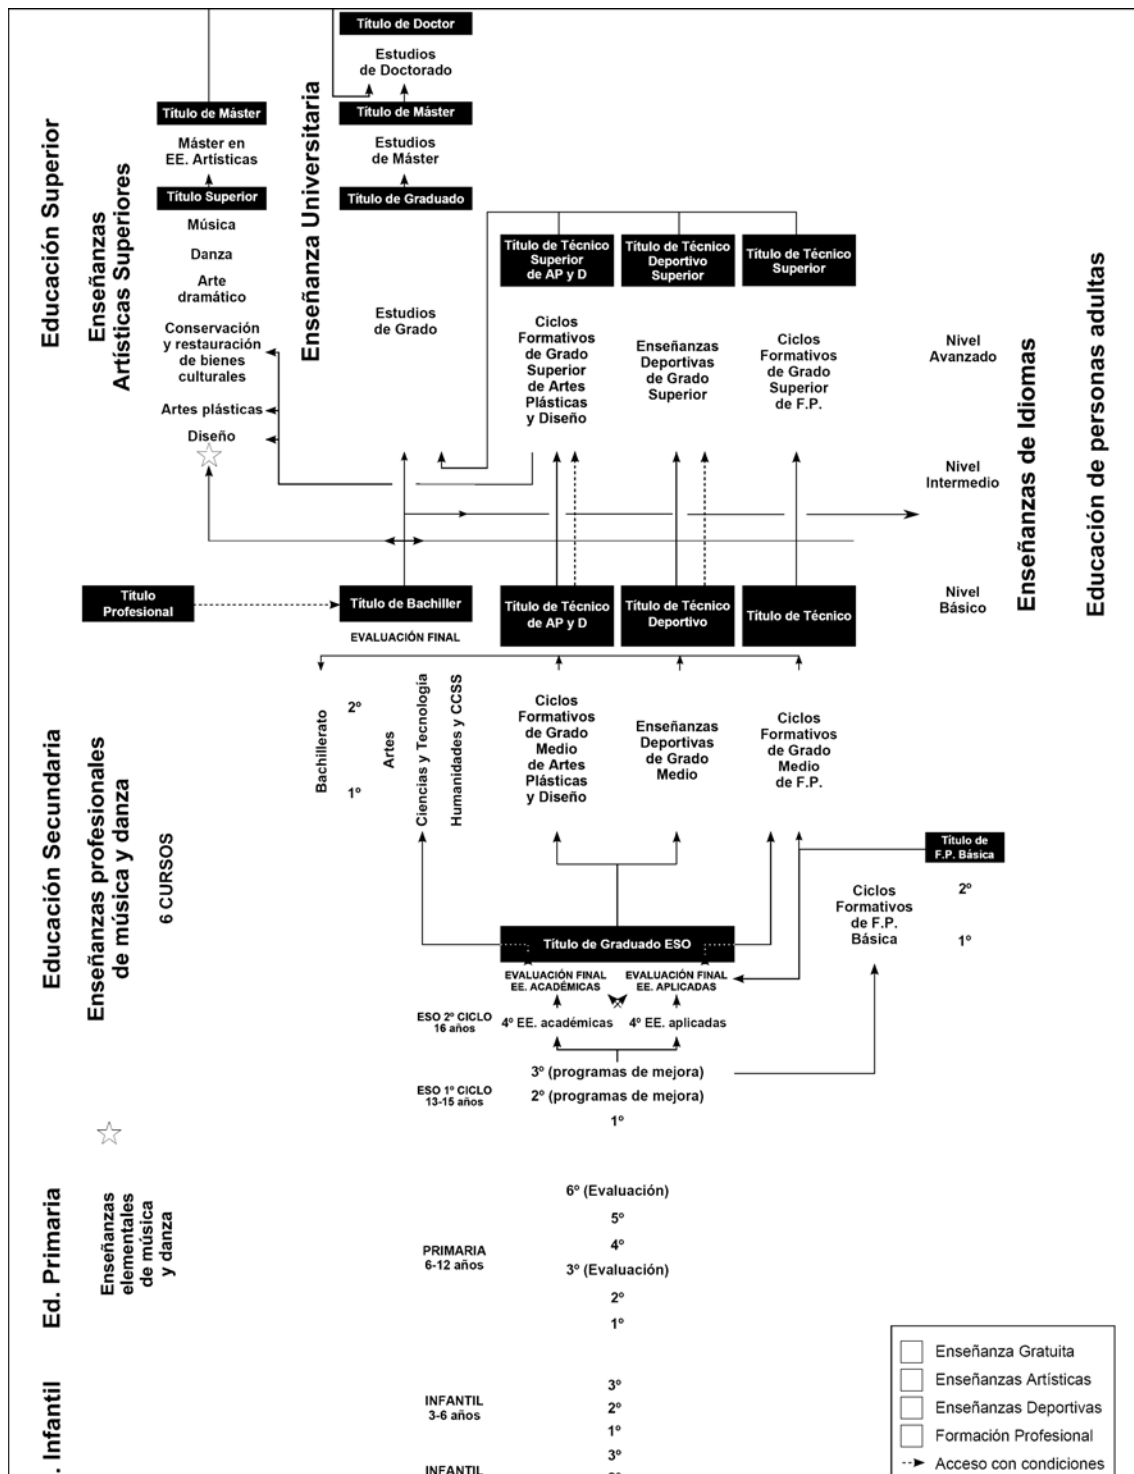 Título de Doctor
Estudios
de Doctorado
Título de Máster
Título de Máster
Máster en
EE. Artísticas
Estudios
de Máster
Título Superior
Título de Graduado
Educación Superior
Enseñanzas
Artísticas Superiores
Enseñanza Universitaria
Música
Danza
Arte
dramático
Conservación
y restauración
de bienes
culturales
Artes plásticas
Diseño
Estudios
de Grado
Título de Técnico
Superior
de AP y D
Título de Técnico
Deportivo
Superior
Título de Técnico
Superior
Ciclos
Formativos
de Grado
Superior
de Artes
Plásticas
y Diseño
Enseñanzas
Deportivas
de Grado
Superior
Ciclos
Formativos
de Grado
Superior
de F.P.
Nivel
Avanzado
Nivel
Intermedio
Nivel
Básico
Enseñanzas de Idiomas
Educación de personas adultas
Título
Profesional
Título de Bachiller
EVALUACIÓN FINAL
Título de Técnico
de AP y D
Título de Técnico
Deportivo
Título de Técnico
Educación Secundaria
Enseñanzas profesionales
de música y danza
6 CURSOS
Bachillerato
2º
1º
Artes
Ciencias y Tecnología
Humanidades y CCSS
Ciclos
Formativos
de Grado
Medio
de Artes
Plásticas
y Diseño
Enseñanzas
Deportivas
de Grado
Medio
Ciclos
Formativos
de Grado
Medio
de F.P.
Título de
F.P. Básica
Ciclos
Formativos
de F.P.
Básica
2º
1º
Título de Graduado ESO
EVALUACIÓN FINAL
EE. ACADÉMICAS
EVALUACIÓN FINAL
EE. APLICADAS
ESO 2º CICLO
16 años
4º EE. académicas
4º EE. aplicadas
3º (programas de mejora)
ESO 1º CICLO
13-15 años
2º (programas de mejora)
1º
Ed. Primaria
Enseñanzas
elementales
de música
y danza
PRIMARIA
6-12 años
6º (Evaluación)
5º
4º
3º (Evaluación)
2º
1º
. Infantil
INFANTIL
3-6 años
3º
2º
1º
3º
INFANTIL
Enseñanza Gratuita
Enseñanzas Artísticas
Enseñanzas Deportivas
Formación Profesional
Acceso con condiciones